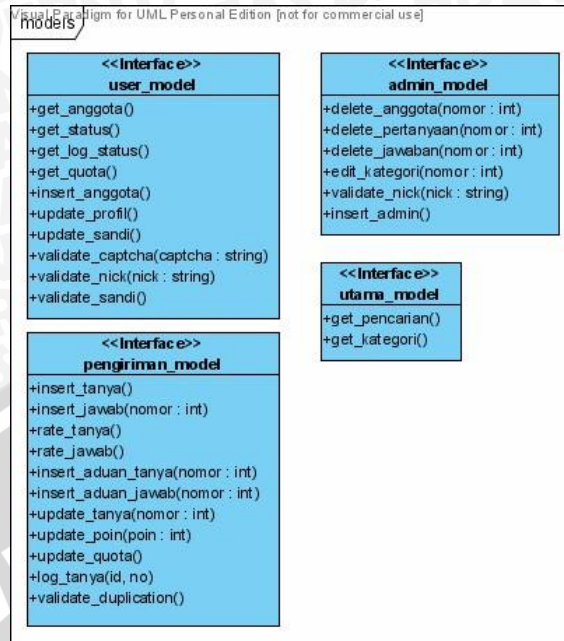 Visual Paradigm for UML Personal Edition [not for commercial use]
models
<<Interface>>
user_model
+get_anggota()
+get_status()
+get_log_status()
+get_quota()
+insert_anggota()
+update_profil()
+update_sandi()
+validate_captcha(captcha : string)
+validate_nick(nick : string)
+validate_sandi()
<<Interface>>
admin_model
+delete_anggota(nomor : int)
+delete_pertanyaan(nomor : int)
+delete_jawaban(nomor : int)
+edit_kategori(nomor : int)
+validate_nick(nick : string)
+insert_admin()
<<Interface>>
utama_model
+get_pencarian()
+get_kategori()
<<Interface>>
pengiriman_model
+insert_tanya()
+insert_jawab(nomor : int)
+rate_tanya()
+rate_jawab()
+insert_aduan_tanya(nomor : int)
+insert_aduan_jawab(nomor : int)
+update_tanya(nomor : int)
+update_poin(poin : int)
+update_quota()
+log_tanya(id, no)
+validate_duplication()